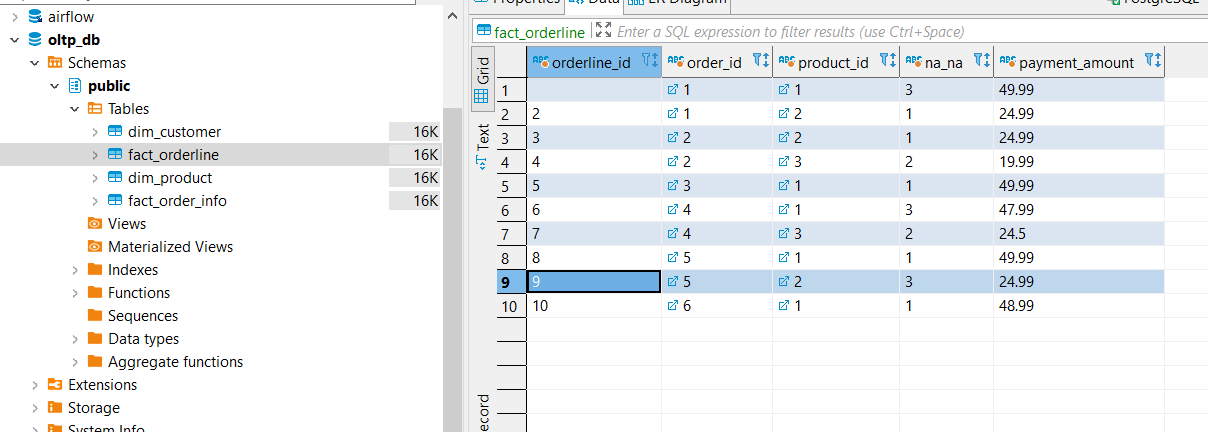 airflow
oltp_db
Schemas
public
Tables
dim_customer 16K
fact_orderline 16K
dim_product 16K
fact_order_info 16K
Views
Materialized Views
Indexes
Functions
Sequences
Data types
Aggregate functions
Extensions
Storage
System Info
Properties Data ER Diagram PostgreSQL
fact_orderline Enter a SQL expression to filter results (use Ctrl+Space)
Grid
Text
ecord
ABC orderline_id ABC order_id ABC product_id ABC na_na ABC payment_amount
1 1 1 3 49.99
2 2 1 2 1 24.99
3 3 2 2 1 24.99
4 4 2 3 2 19.99
5 5 3 1 1 49.99
6 6 4 1 3 47.99
7 7 4 3 2 24.5
8 8 5 1 1 49.99
9 9 5 2 3 24.99
10 10 6 1 1 48.99